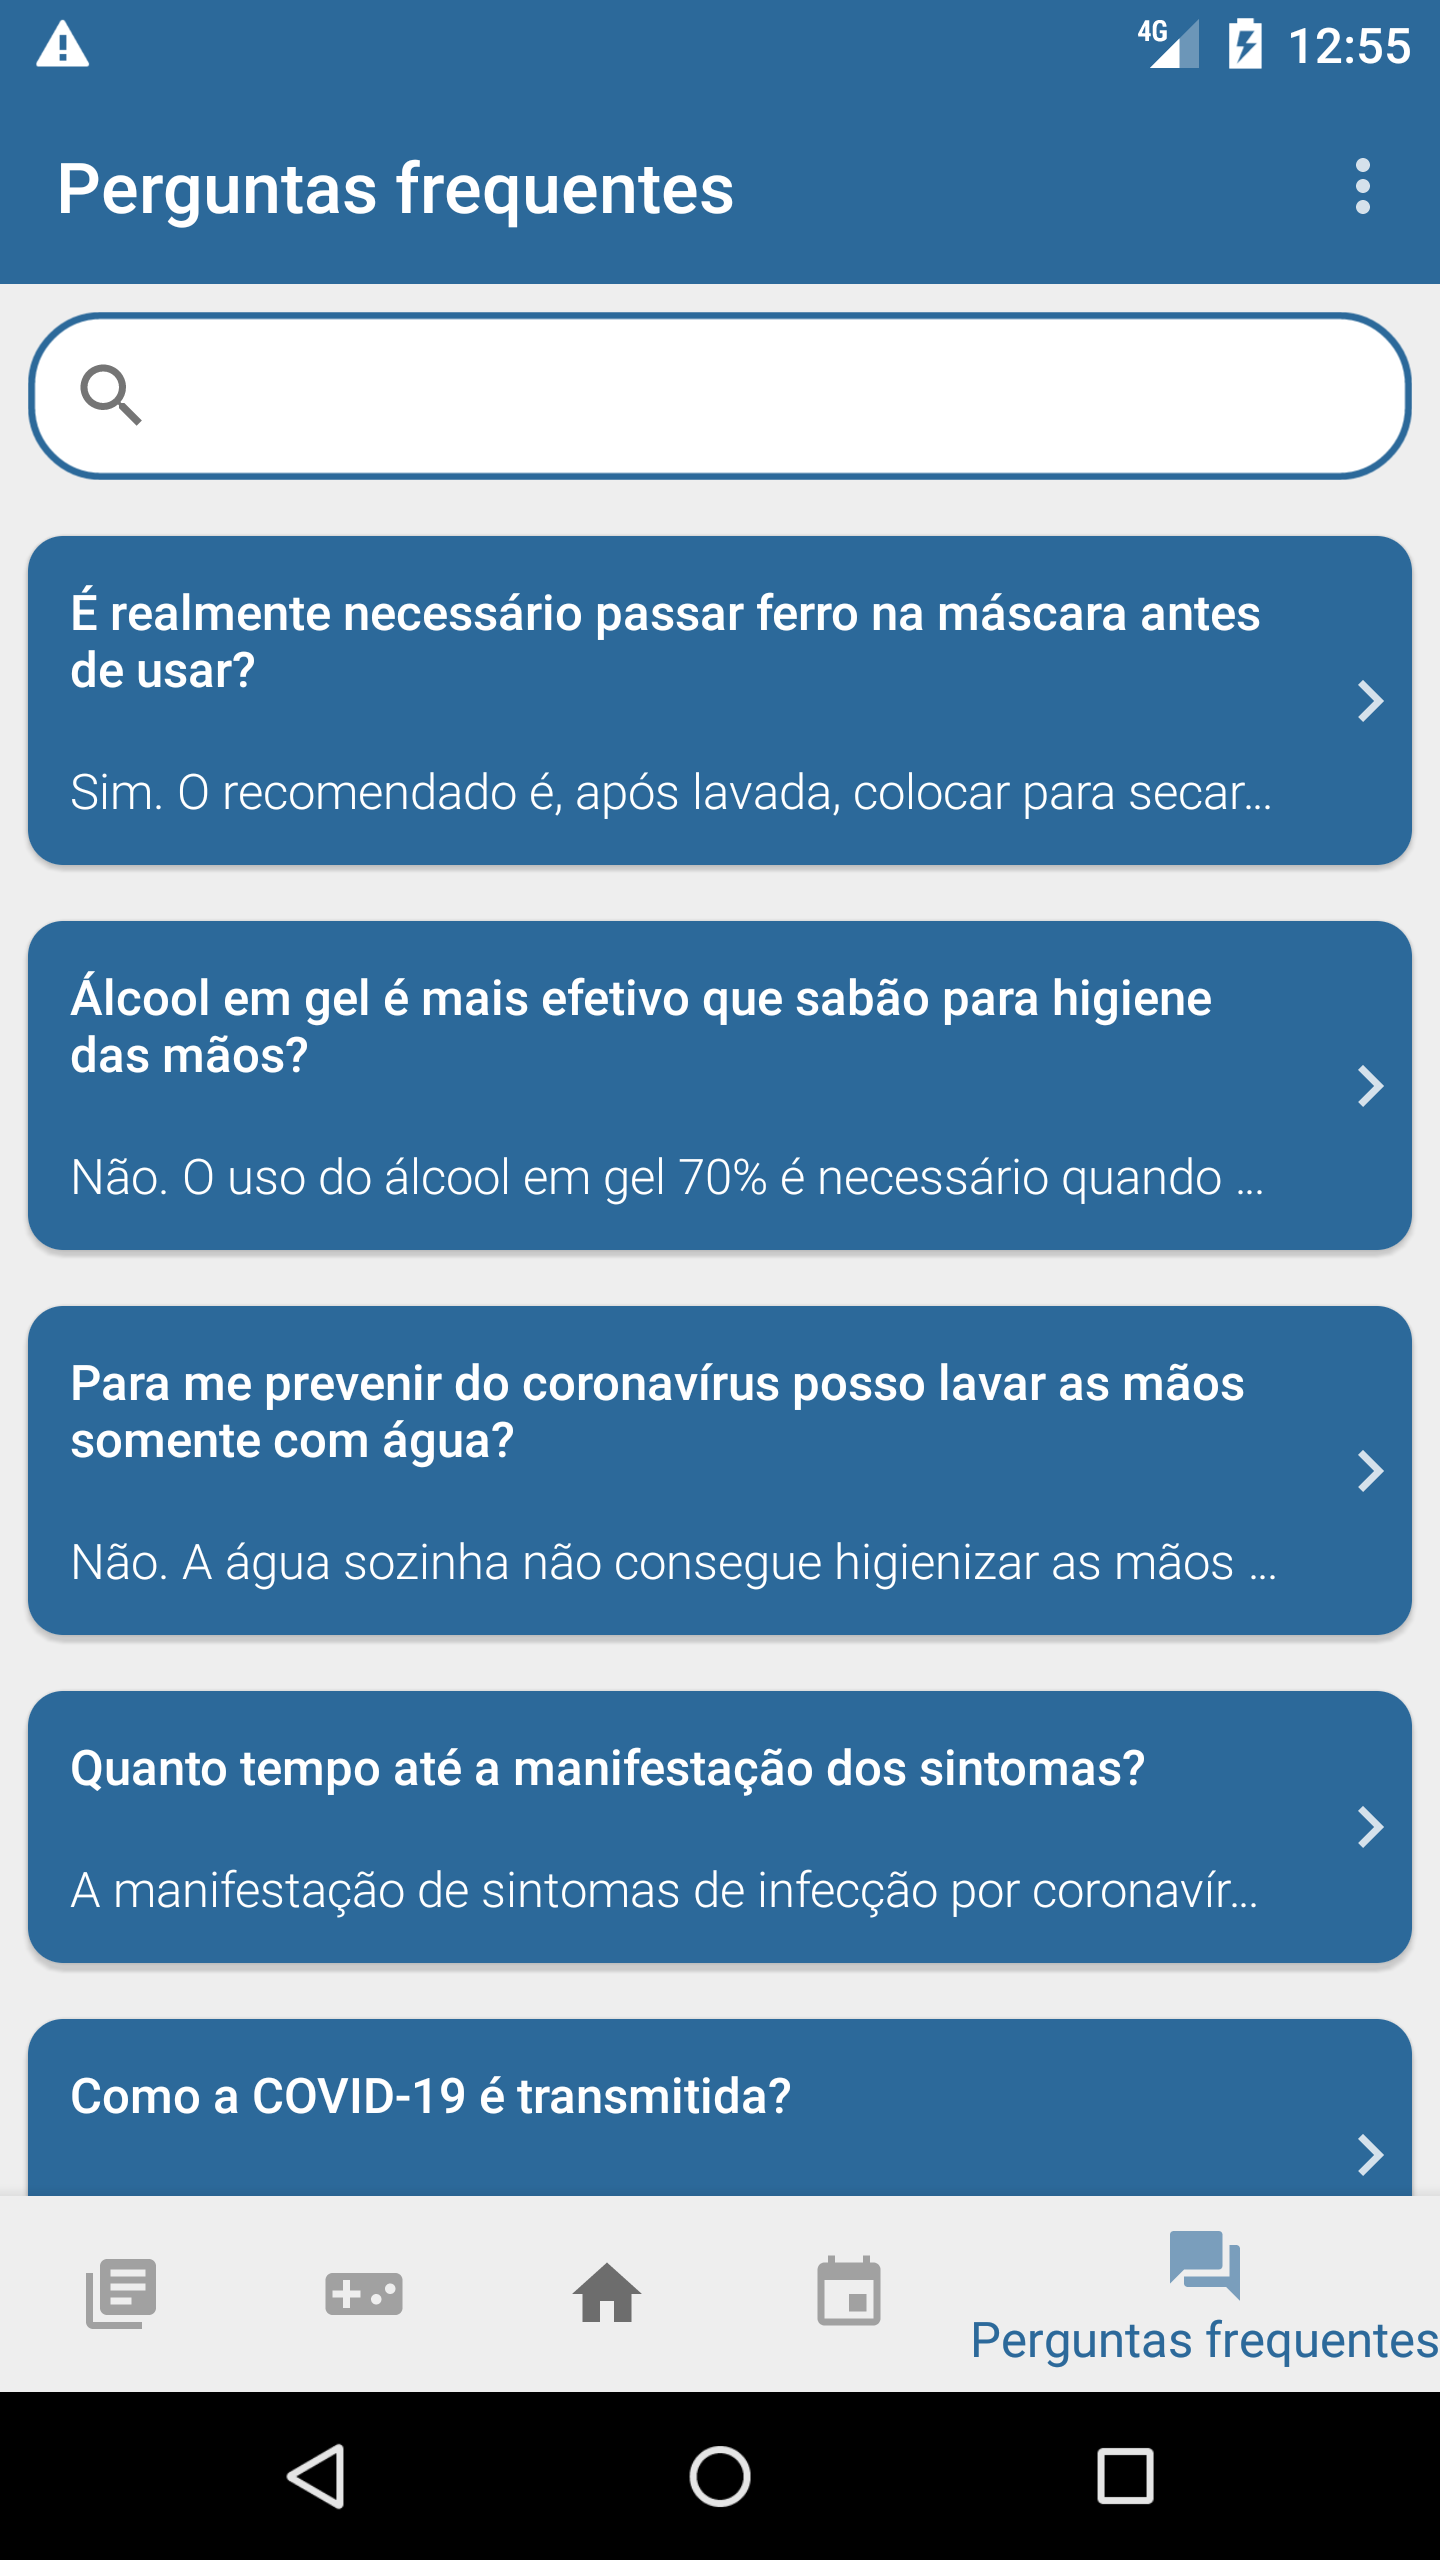 4G 12:55
Perguntas frequentes
É realmente necessário passar ferro na máscara antes
de usar?
Sim. O recomendado é, após lavada, colocar para secar...
Álcool em gel é mais efetivo que sabão para higiene
das mãos?
Não. O uso do álcool em gel 70% é necessário quando ...
Para me prevenir do coronavírus posso lavar as mãos
somente com água?
Não. A água sozinha não consegue higienizar as mãos ...
Quanto tempo até a manifestação dos sintomas?
A manifestação de sintomas de infecção por coronavír...
Como a COVID-19 é transmitida?
Perguntas frequentes